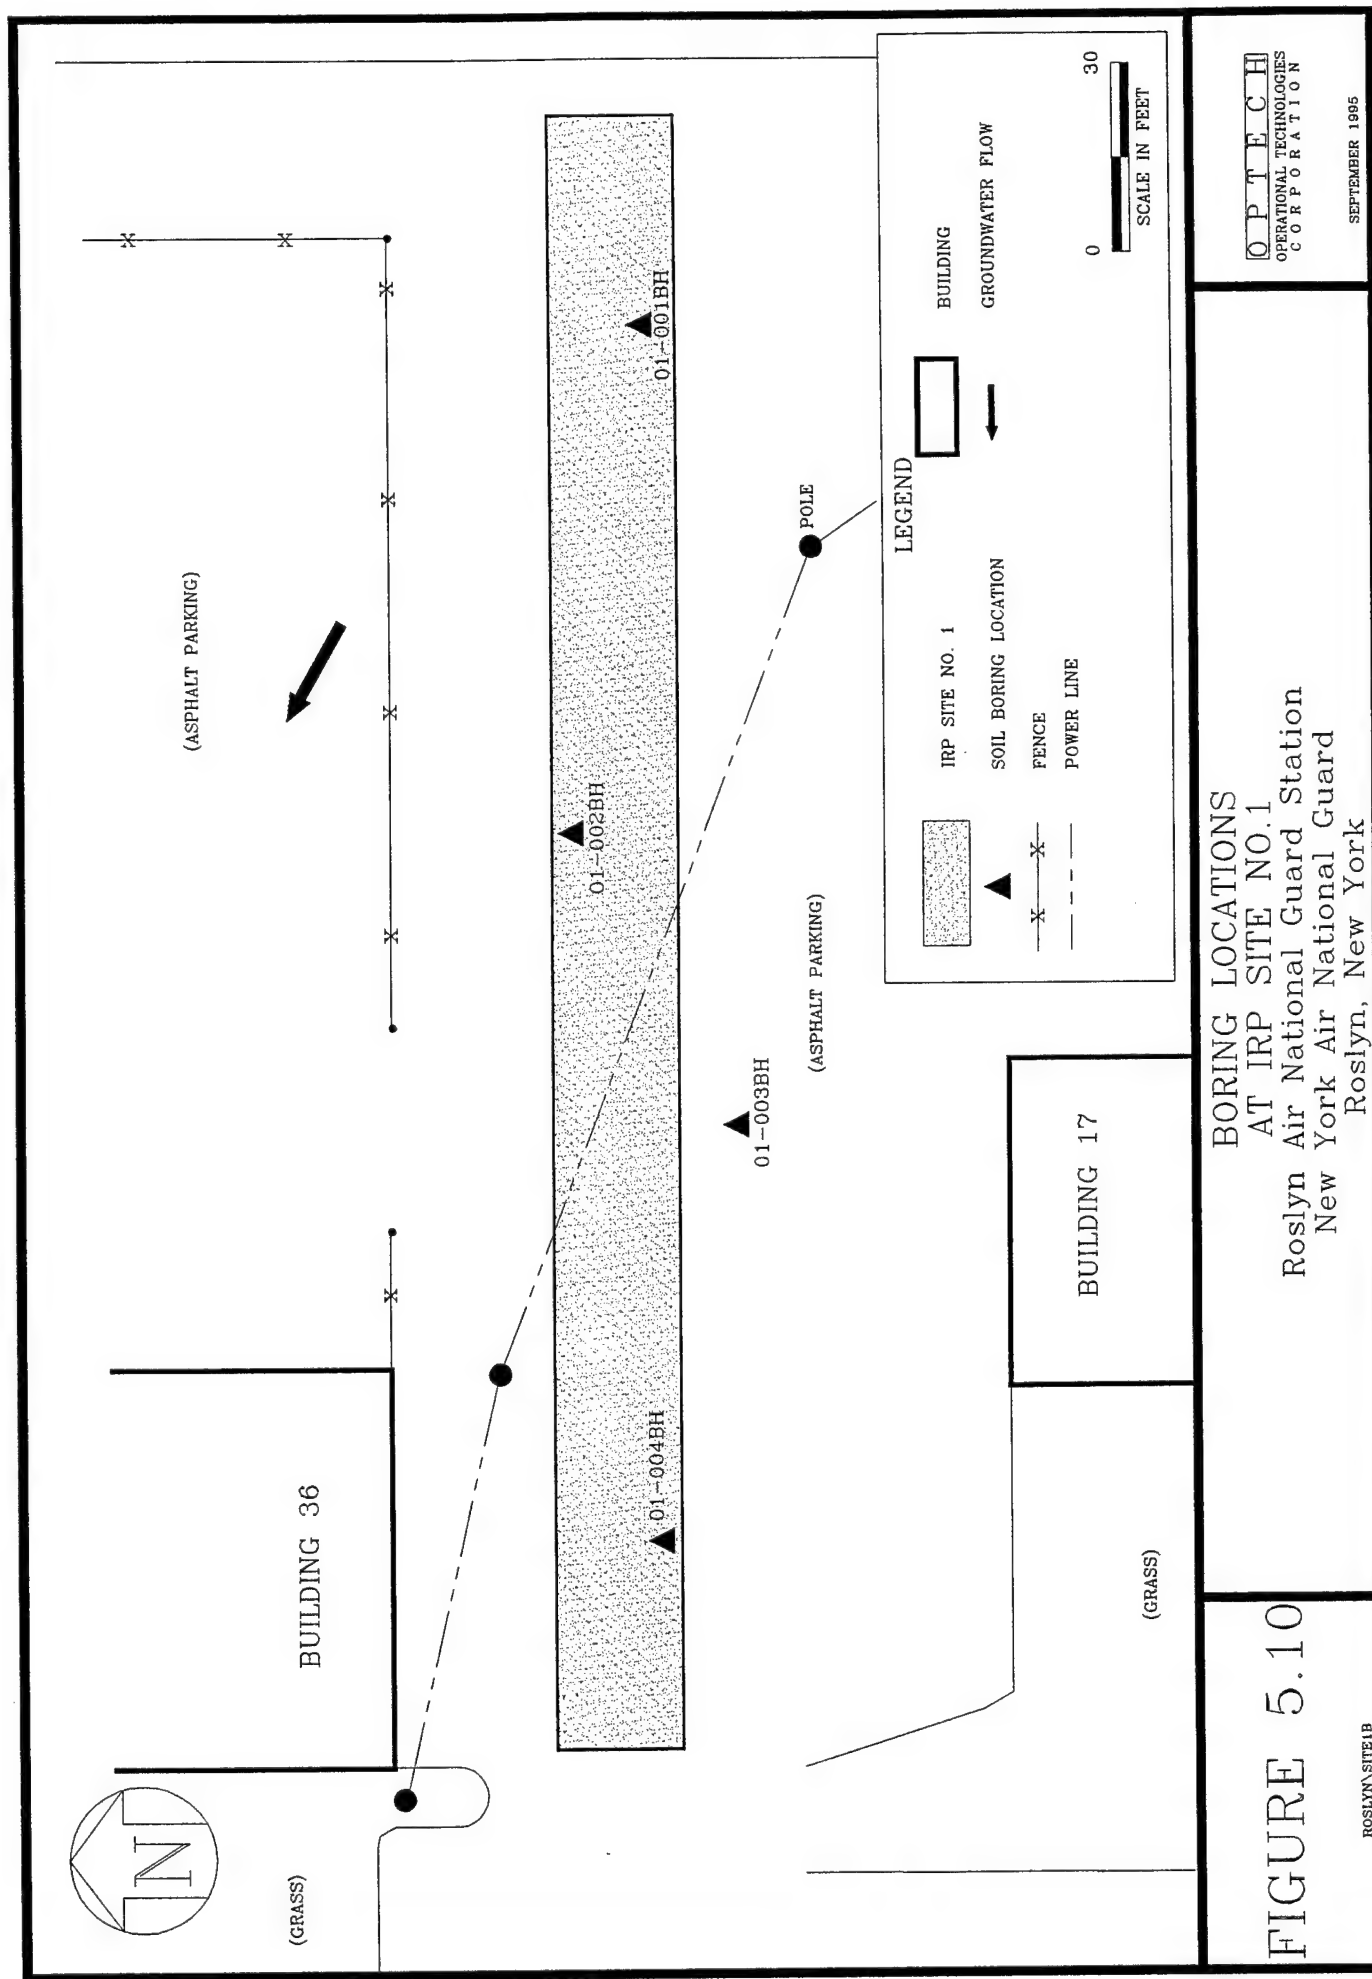 N
(GRASS)
BUILDING 36
(ASPHALT PARKING)
X
X
X
X
X
X
X
01-004BH
01-002BH
01-001BH
01-003BH
POLE
(ASPHALT PARKING)
BUILDING 17
(GRASS)
LEGEND
IRP SITE NO. 1
SOIL BORING LOCATION
X X
FENCE
POWER LINE
BUILDING
GROUNDWATER FLOW
0 30
SCALE IN FEET
FIGURE 5.10
ROSLYN\SITE1B
BORING LOCATIONS
AT IRP SITE NO.1
Roslyn Air National Guard Station
New York Air National Guard
Roslyn, New York
OPTECH
OPERATIONAL TECHNOLOGIES
CORPORATION
SEPTEMBER 1995